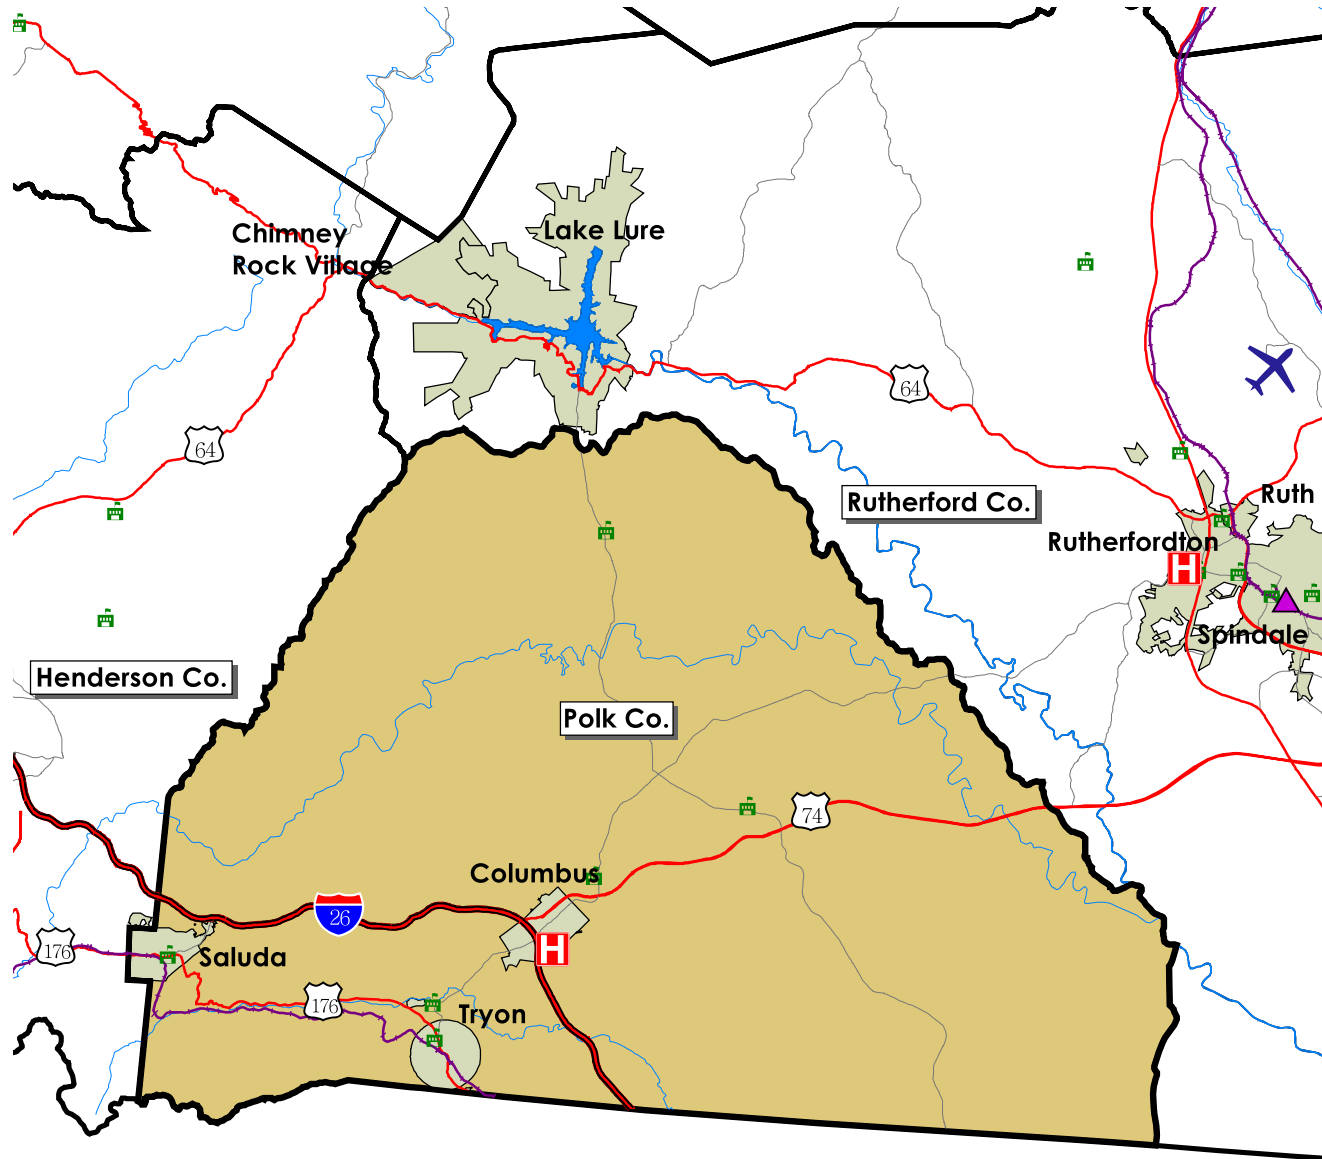 Chimney
Rock Village
Lake Lure
64
64
Rutherford Co.
Ruth
Rutherfordton
H
Spindale
Henderson Co.
Polk Co.
74
Columbus
26
176
Saluda
H
176
Tryon